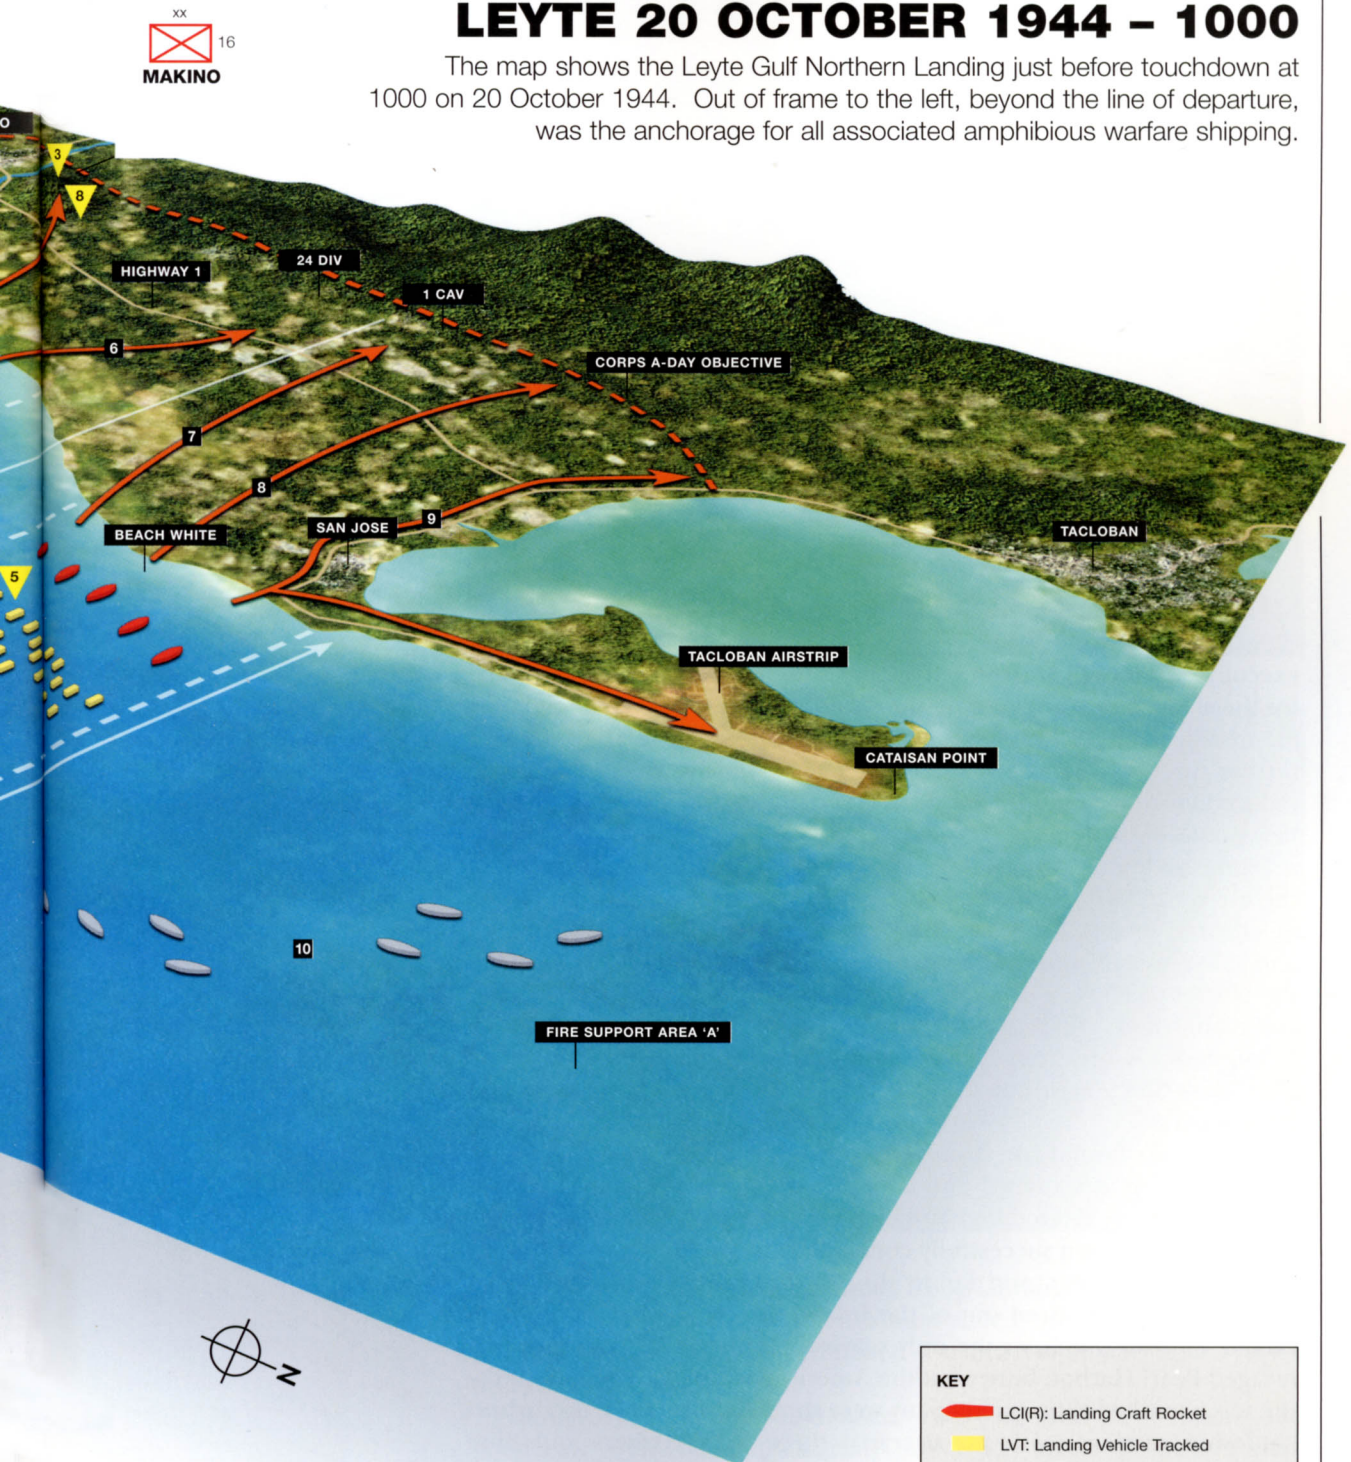 LEYTE 20 OCTOBER 1944 – 1000
The map shows the Leyte Gulf Northern Landing just before touchdown at
1000 on 20 October 1944. Out of frame to the left, beyond the line of departure,
was the anchorage for all associated amphibious warfare shipping.
XX
16
MAKINO
O
3
8
HIGHWAY 1
24 DIV
1 CAV
6
CORPS A-DAY OBJECTIVE
7
8
9
BEACH WHITE
SAN JOSE
TACLOBAN
5
TACLOBAN AIRSTRIP
CATAISAN POINT
10
FIRE SUPPORT AREA ‘A’
N
KEY
LCI(R): Landing Craft Rocket
LVT: Landing Vehicle Tracked